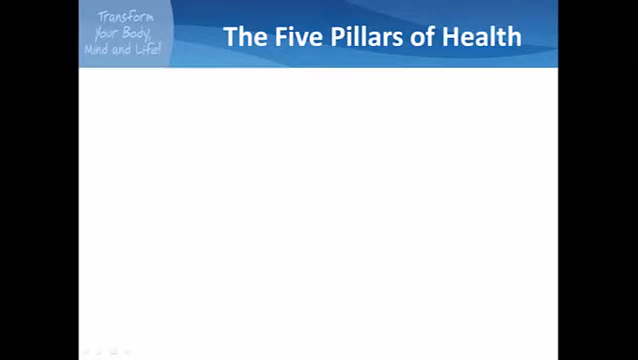 Transform
your Body,
Mind and Life!
The Five Pillars of Health